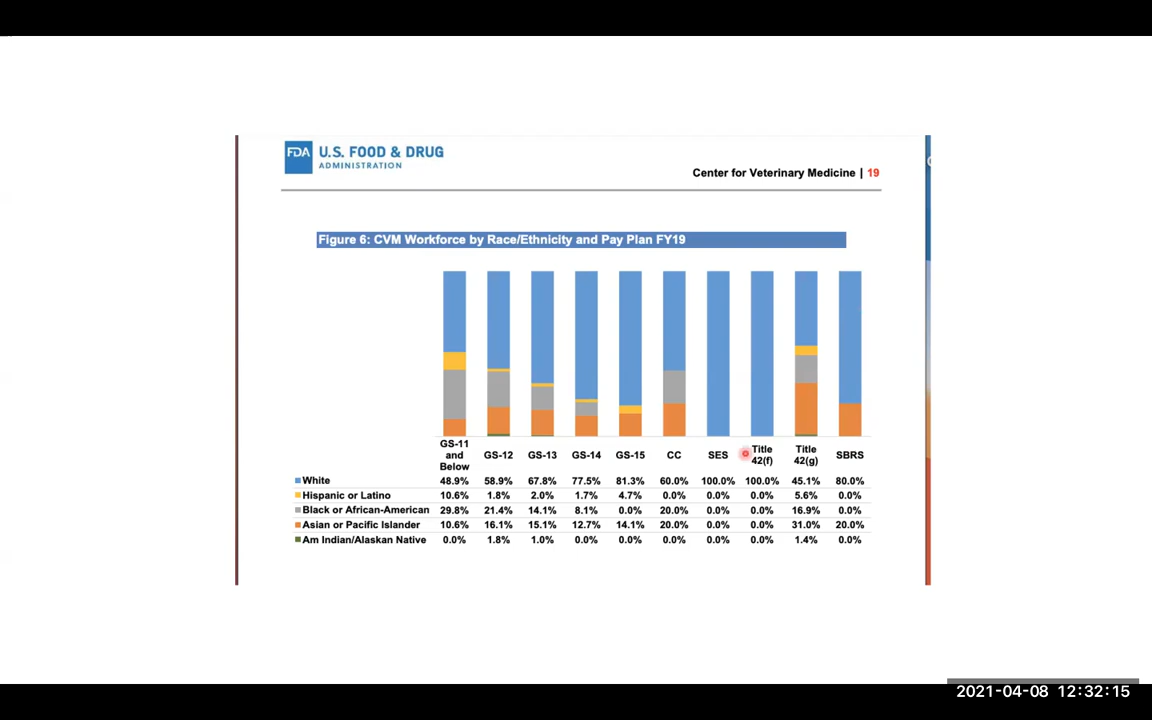 FDA U.S. FOOD & DRUG
ADMINISTRATION
Center for Veterinary Medicine | 19
Figure 6: CVM Workforce by Race/Ethnicity and Pay Plan FY19
GS-11 and Below GS-12 GS-13 GS-14 GS-15 CC SES Title 42(f) Title 42(g) SBRS
White 48.9% 58.9% 67.8% 77.5% 81.3% 60.0% 100.0% 100.0% 45.1% 80.0%
Hispanic or Latino 10.6% 1.8% 2.0% 1.7% 4.7% 0.0% 0.0% 0.0% 5.6% 0.0%
Black or African-American 29.8% 21.4% 14.1% 8.1% 0.0% 20.0% 0.0% 0.0% 16.9% 0.0%
Asian or Pacific Islander 10.6% 16.1% 15.1% 12.7% 14.1% 20.0% 0.0% 0.0% 31.0% 20.0%
Am Indian/Alaskan Native 0.0% 1.8% 1.0% 0.0% 0.0% 0.0% 0.0% 0.0% 1.4% 0.0%
2021-04-08 12:32:15